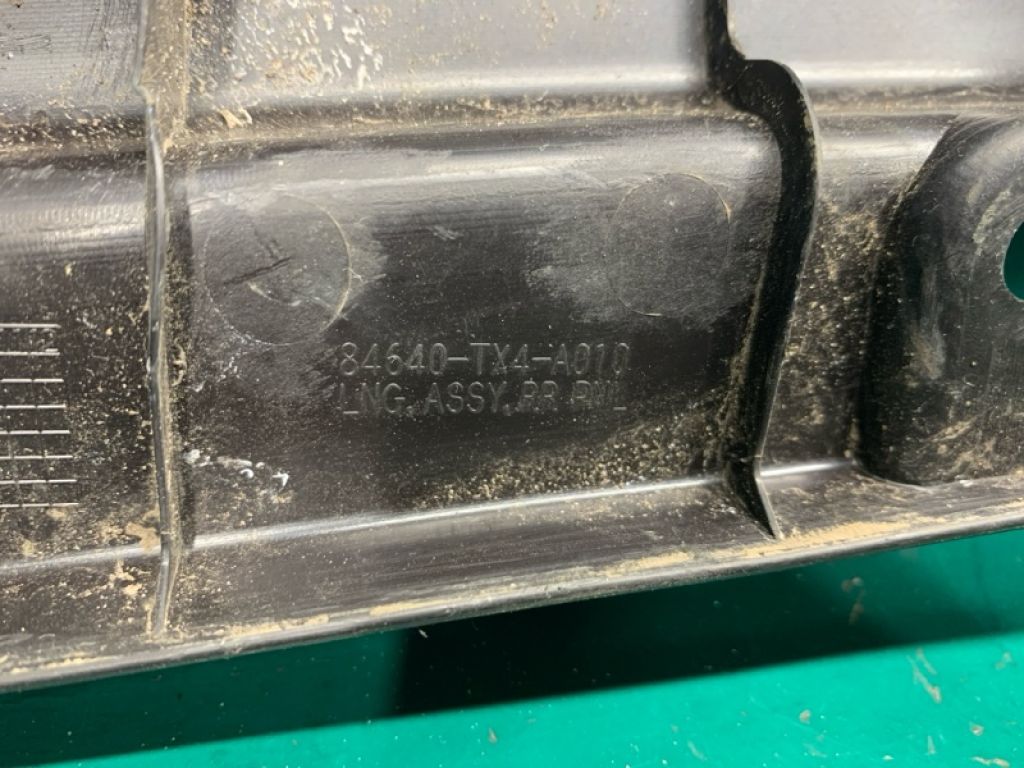 84640-TX4-A010
LNG, ASSY, RR PNL